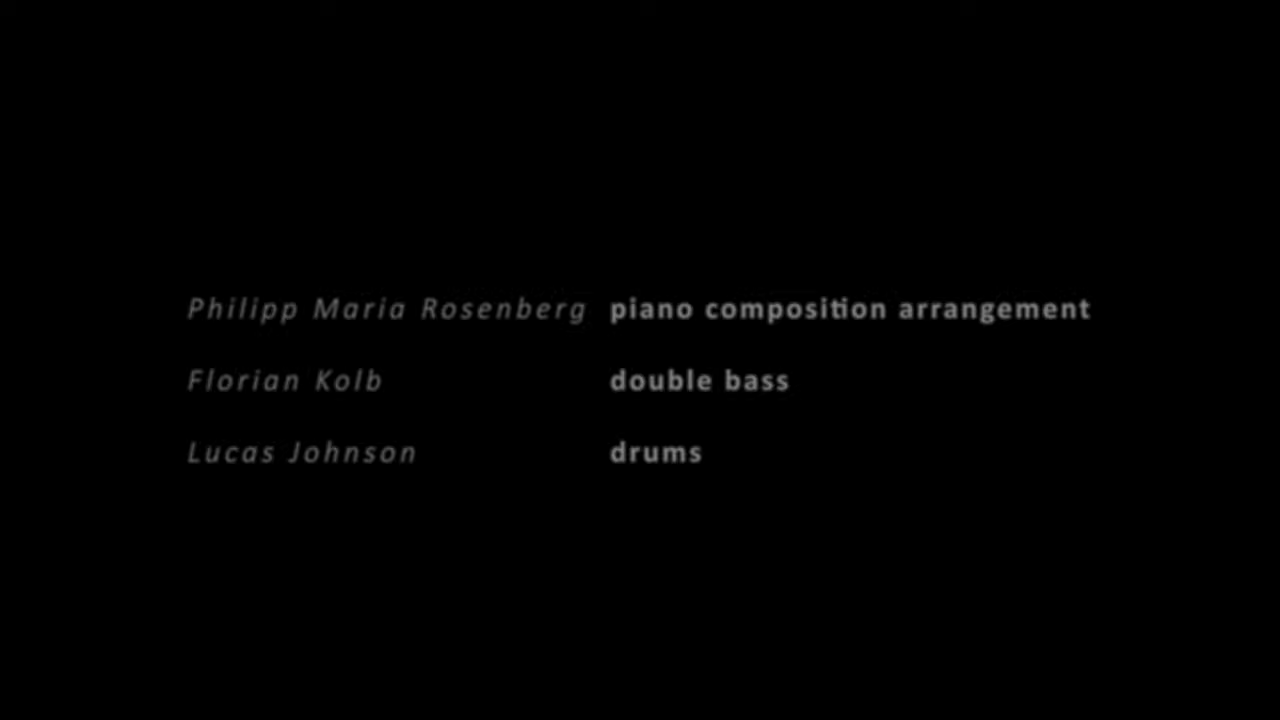 Philipp Maria Rosenberg piano composition arrangement
Florian Kolb double bass
Lucas Johnson drums